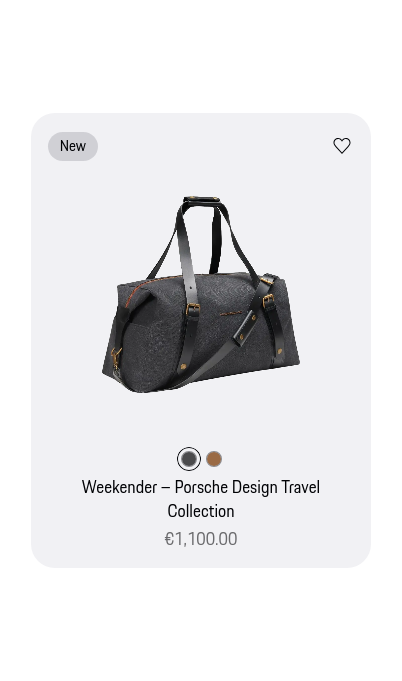 New
Weekender – Porsche Design Travel
Collection
€1,100.00